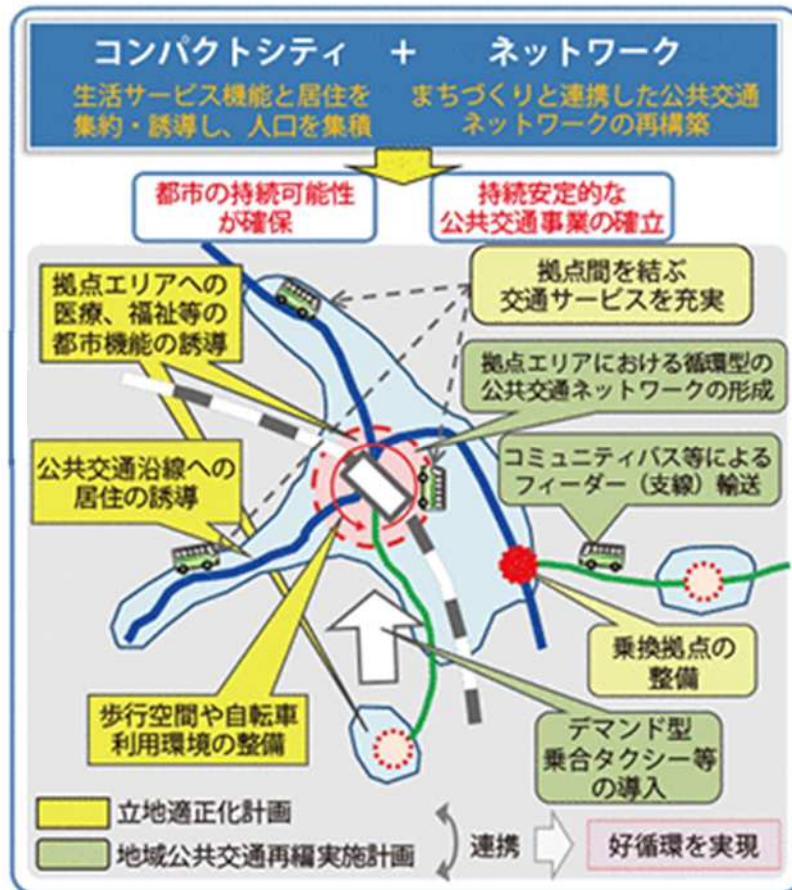 コンパクトシティ + ネットワーク
生活サービス機能と居住を
集約・誘導し、人口を集積
まちづくりと連携した公共交通
ネットワークの再構築
都市の持続可能性
が確保
持続安定的な
公共交通事業の確立
拠点エリアへの
医療、福祉等の
都市機能の誘導
拠点間を結ぶ
交通サービスを充実
拠点エリアにおける循環型の
公共交通ネットワークの形成
公共交通沿線への
居住の誘導
コミュニティバス等による
フィーダー（支線）輸送
乗換拠点の
整備
歩行空間や自転車
利用環境の整備
デマンド型
乗合タクシー等
の導入
立地適正化計画
地域公共交通再編実施計画
連携
好循環を実現